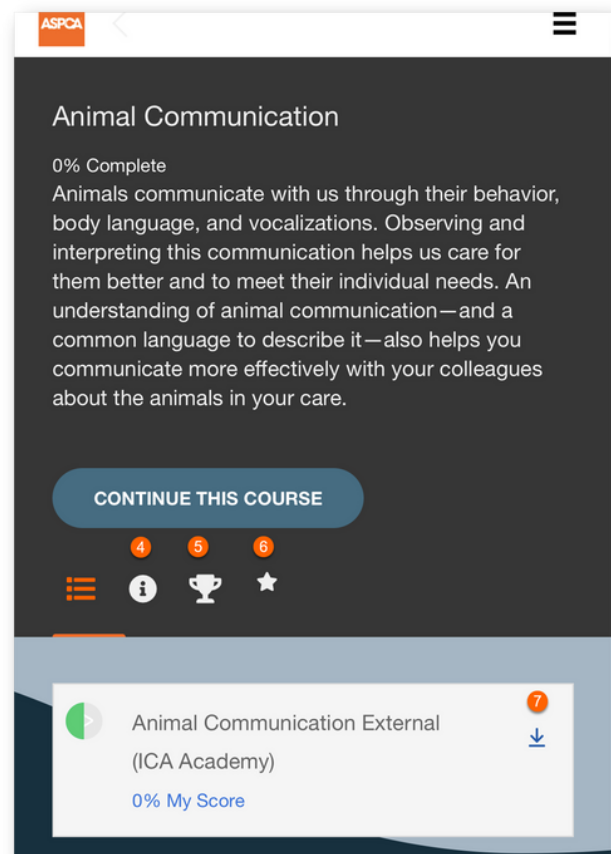 ASPCA
Animal Communication
0% Complete
Animals communicate with us through their behavior,
body language, and vocalizations. Observing and
interpreting this communication helps us care for
them better and to meet their individual needs. An
understanding of animal communication—and a
common language to describe it—also helps you
communicate more effectively with your colleagues
about the animals in your care.
CONTINUE THIS COURSE
4 5 6
7
Animal Communication External
(ICA Academy)
0% My Score